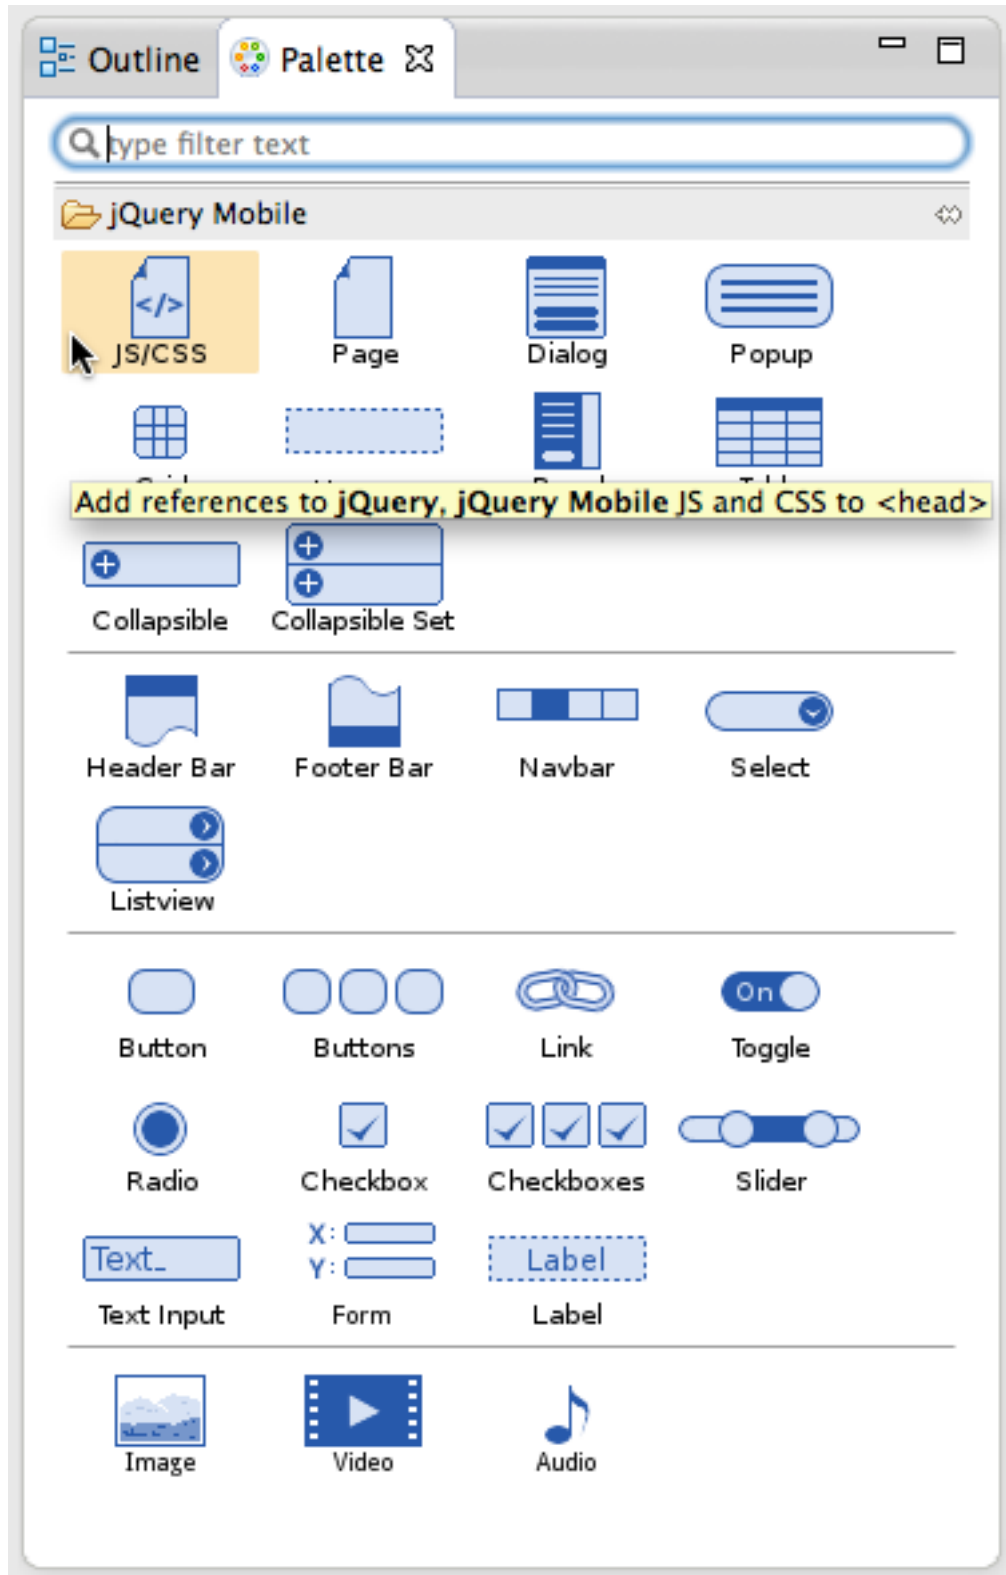 Outline Palette
type filter text
jQuery Mobile
</>
JS/CSS Page Dialog Popup
Add references to jQuery, jQuery Mobile JS and CSS to <head>
Collapsible Collapsible Set
Header Bar Footer Bar Navbar Select
Listview
On
Button Buttons Link Toggle
Radio Checkbox Checkboxes Slider
Text_ X: Label
Y:
Text Input Form Label
Image Video Audio